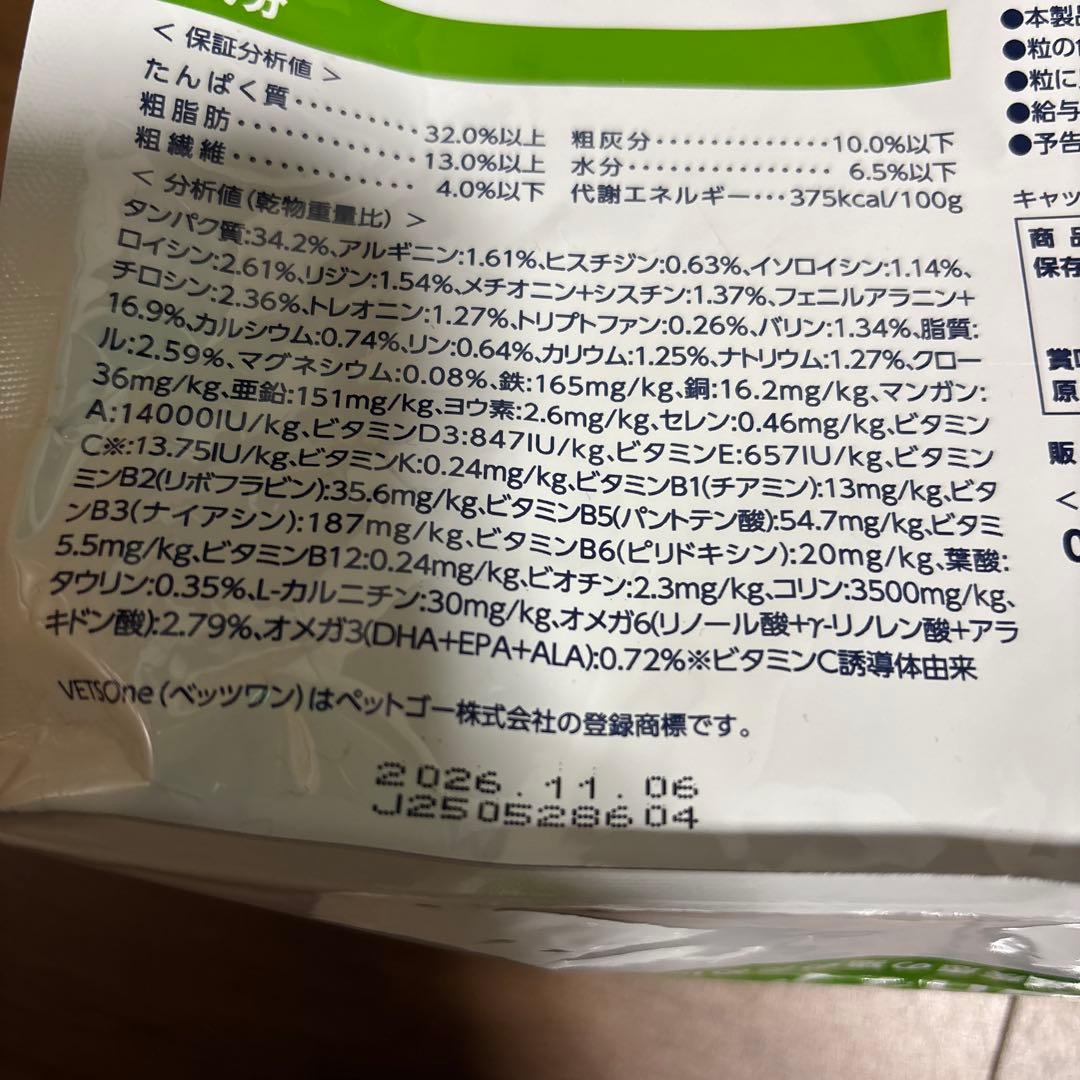 分
< 保証分析値 >
たんぱく質‥‥‥‥‥‥32.0%以上 粗灰分‥‥‥‥‥‥10.0%以下
粗脂肪‥‥‥‥‥‥13.0%以上 水分‥‥‥‥‥‥6.5%以下
粗繊維‥‥‥‥‥‥4.0%以下 代謝エネルギー‥‥375kcal/100g
< 分析値(乾物重量比) >
タンパク質:34.2%、アルギニン:1.61%、ヒスチジン:0.63%、イソロイシン:1.14%、
ロイシン:2.61%、リジン:1.54%、メチオニン+シスチン:1.37%、フェニルアラニン+
チロシン:2.36%、トレオニン:1.27%、トリプトファン:0.26%、バリン:1.34%、脂質:
16.9%、カルシウム:0.74%、リン:0.64%、カリウム:1.25%、ナトリウム:1.27%、クロー
ル:2.59%、マグネシウム:0.08%、鉄:165mg/kg、銅:16.2mg/kg、マンガン:
36mg/kg、亜鉛:151mg/kg、ヨウ素:2.6mg/kg、セレン:0.46mg/kg、ビタミン
A:14000IU/kg、ビタミンD3:847IU/kg、ビタミンE:657IU/kg、ビタミン
C※:13.75IU/kg、ビタミンK:0.24mg/kg、ビタミンB1(チアミン):13mg/kg、ビタ
ミンB2(リボフラビン):35.6mg/kg、ビタミンB5(パントテン酸):54.7mg/kg、ビタミ
ンB3(ナイアシン):187mg/kg、ビタミンB6(ピリドキシン):20mg/kg、葉酸:
5.5mg/kg、ビタミンB12:0.24mg/kg、ビオチン:2.3mg/kg、コリン:3500mg/kg、
タウリン:0.35%、L-カルニチン:30mg/kg、オメガ6(リノール酸+γ-リノレン酸+アラ
キドン酸):2.79%、オメガ3(DHA+EPA+ALA):0.72%※ビタミンC誘導体由来
VETSOne(ベッツワン)はペットゴー株式会社の登録商標です。
2026.11.06
J250528604
●本製品
●粒の
●粒に
●給与
●予告
キャッ
商品
保存
賞
原
販
<